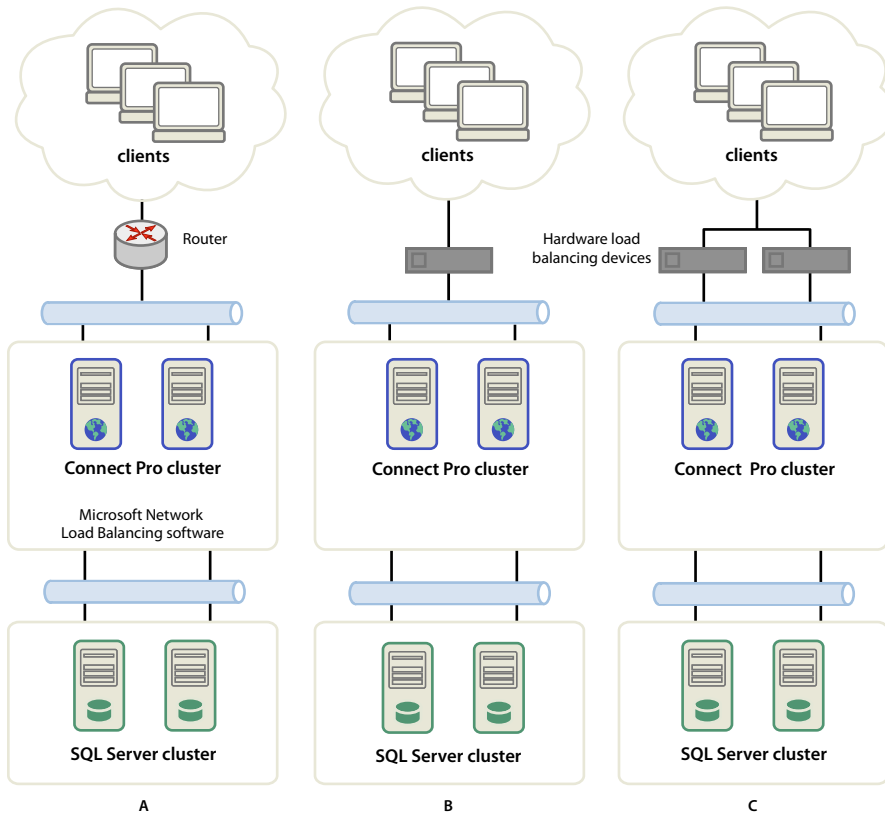 clients
clients
clients
Router
Hardware load
balancing devices
Connect Pro cluster
Connect Pro cluster
Connect Pro cluster
Microsoft Network
Load Balancing software
SQL Server cluster
SQL Server cluster
SQL Server cluster
A
B
C